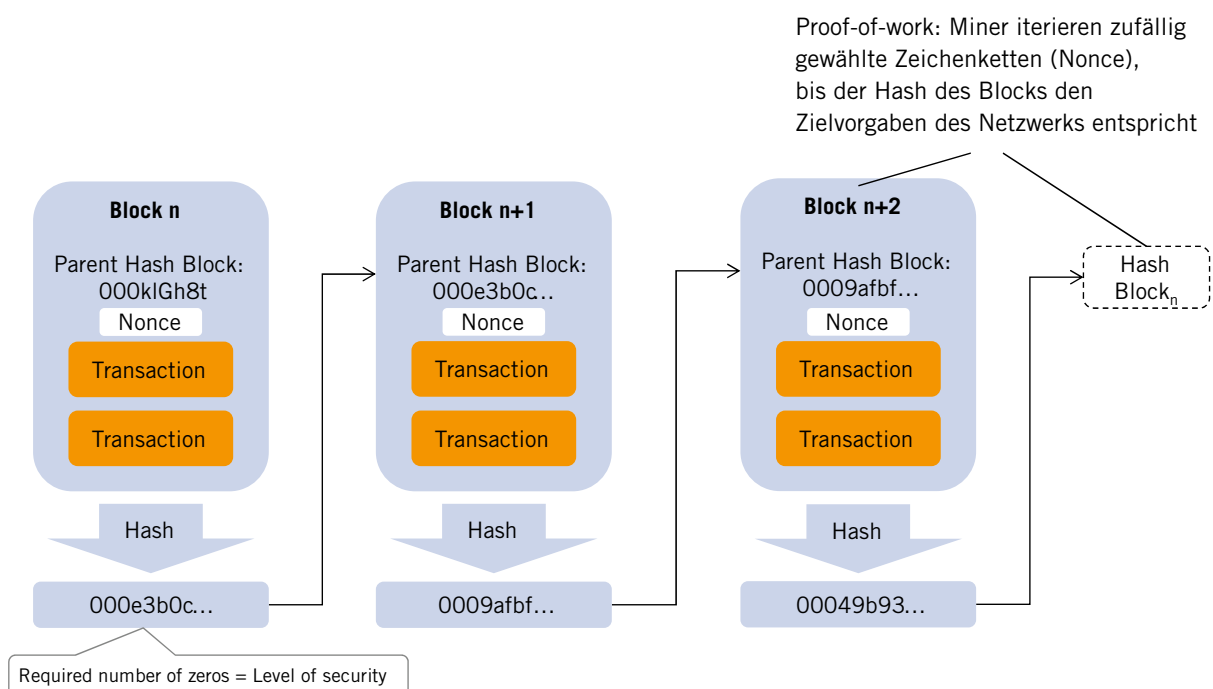 Proof-of-work: Miner iterieren zufällig
gewählte Zeichenketten (Nonce),
bis der Hash des Blocks den
Zielvorgaben des Netzwerks entspricht
Block n
Parent Hash Block:
000klGh8t
Nonce
Transaction
Transaction
Hash
000e3b0c...
Required number of zeros = Level of security
Block n+1
Parent Hash Block:
000e3b0c...
Nonce
Transaction
Transaction
Hash
0009afbf...
Block n+2
Parent Hash Block:
0009afbf...
Nonce
Transaction
Transaction
Hash
00049b93...
Hash
Blockₙ